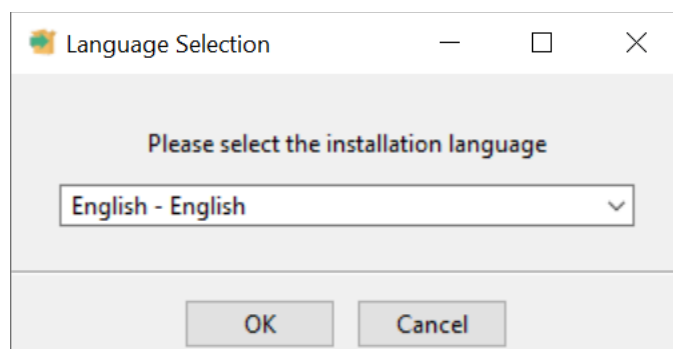 Language Selection
Please select the installation language
English - English
OK
Cancel